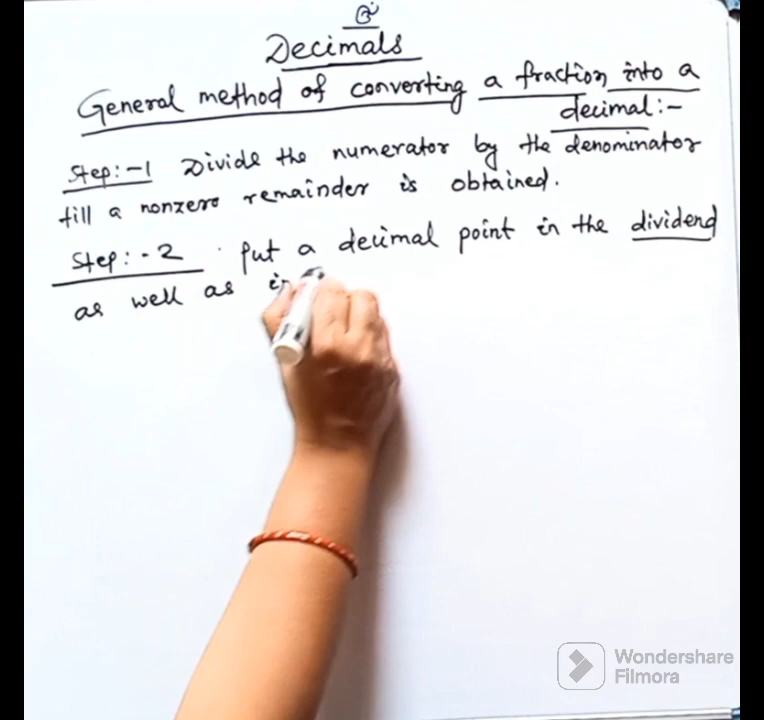 Decimals
General method of converting a fraction into a
decimal:-
Step:-1 Divide the numerator by the denominator
till a nonzero remainder is obtained.
Step:-2 Put a decimal point in the dividend
as well as in
Wondershare
Filmora